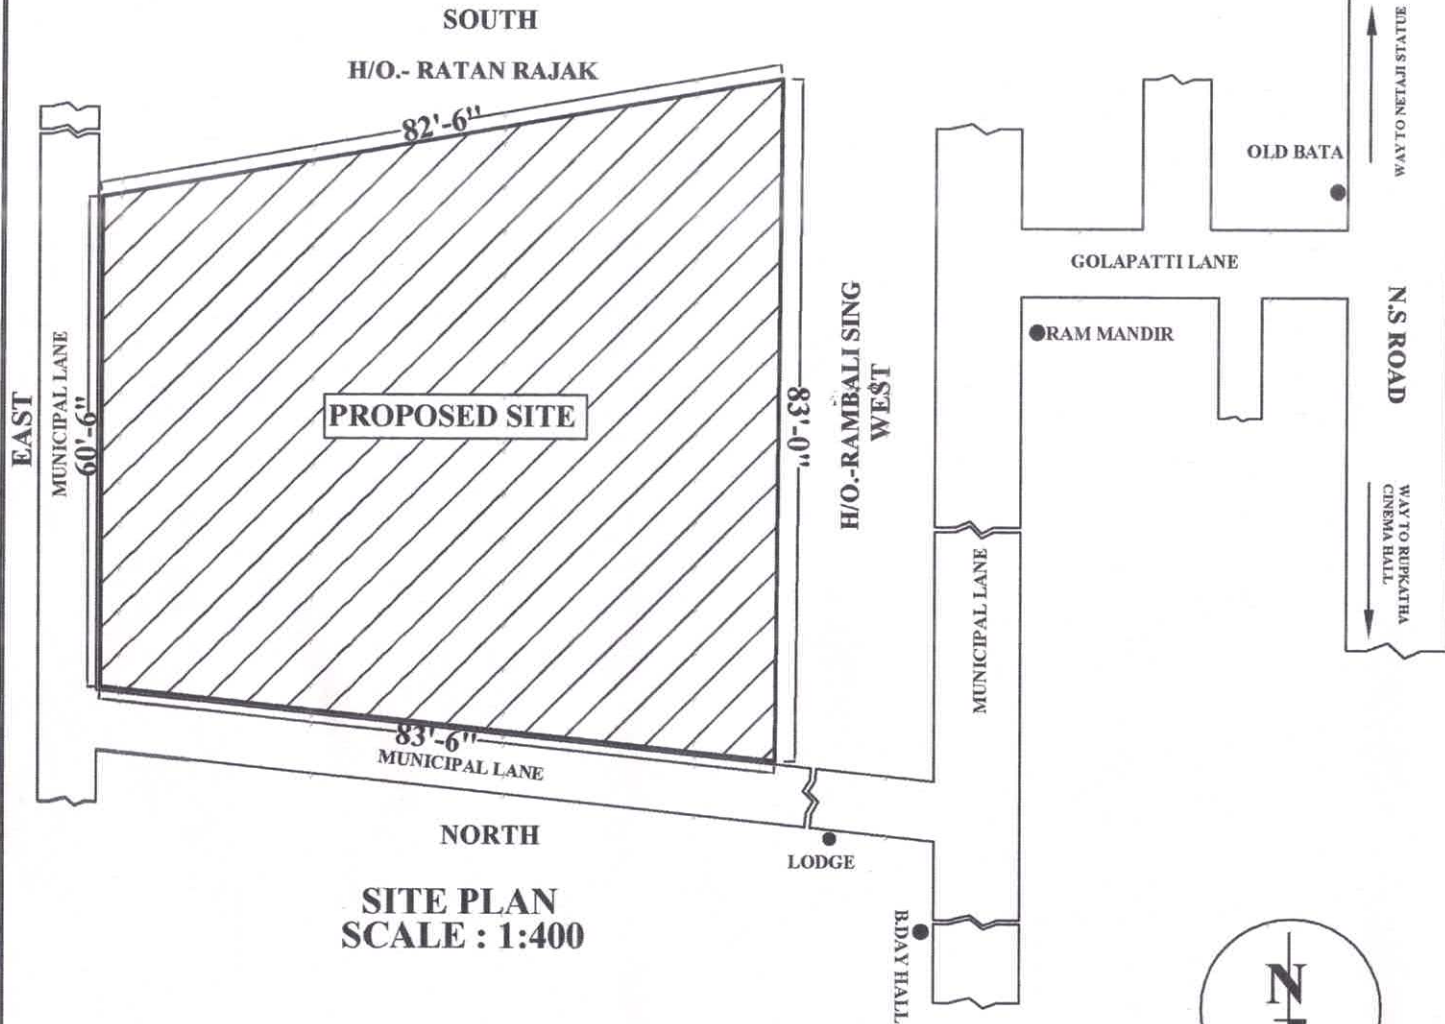 SOUTH
H/O.- RATAN RAJAK
82'-6"
WAY TO NETAJI STATUE
OLD BATA
GOLAPATTI LANE
N.S ROAD
RAM MANDIR
EAST
MUNICIPAL LANE
60'-6"
PROPOSED SITE
83'-0"
H/O.-RAMBALI SING
WEST
WAY TO RUPKATHA
CINEMA HALL
MUNICIPAL LANE
83'-6"
MUNICIPAL LANE
NORTH
LODGE
SITE PLAN
SCALE : 1:400
B.DAY HALL
N